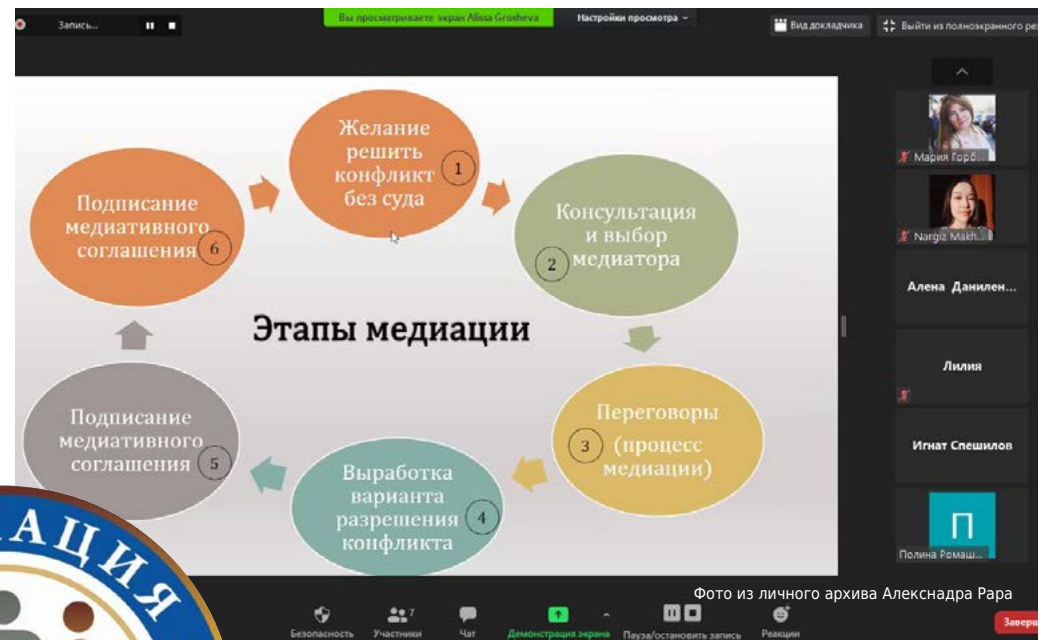 Запись...
Вы просматриваете экран Alissa Grosheva
Настройки просмотра
Вид докладчика
Выйти из полноэкранного ре
Желание
решить
конфликт
без суда
1
Консультация
и выбор
медиатора
2
Переговоры
(процесс
медиации)
3
Выработка
варианта
разрешения
конфликта
4
Подписание
медиативного
соглашения
5
Подписание
медиативного
соглашения
6
Этапы медиации
Мария Горб...
Nargiz Makh...
Алена Данилен...
Лилия
Игнат Спешилов
П
Полина Ромаш...
Фото из личного архива Алекснадра Рара
Безопасность
Участники
7
Чат
Демонстрация экрана
Пауза/остановить запись
Реакции
Заверш
АЦИЯ